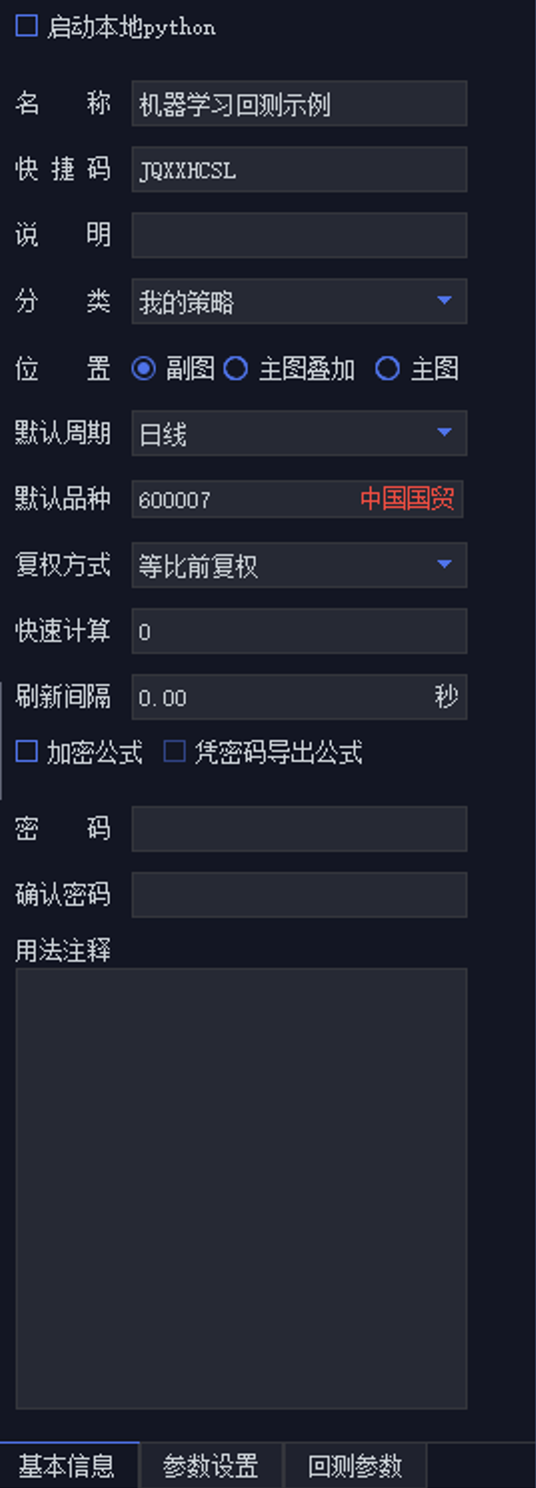 启动本地python
名 称 机器学习回测示例
快捷码 JQXXHCSL
说 明
分 类 我的策略
位 置 副图 主图叠加 主图
默认周期 日线
默认品种 600007 中国国贸
复权方式 等比前复权
快速计算 0
刷新间隔 0.00 秒
加密公式 凭密码导出公式
密 码
确认密码
用法注释
基本信息 参数设置 回测参数